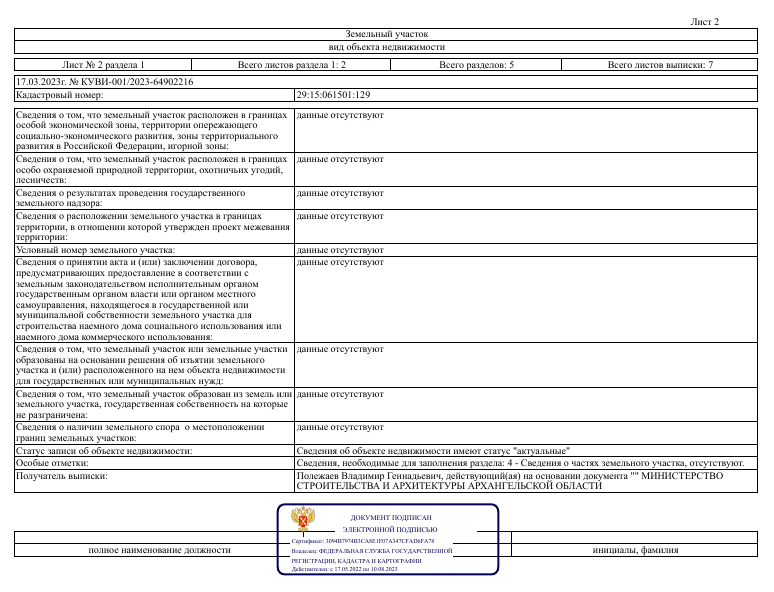 Лист 2
Земельный участок
вид объекта недвижимости
Лист № 2 раздела 1 Всего листов раздела 1: 2 Всего разделов: 5 Всего листов выписки: 7
17.03.2023г. № КУВИ-001/2023-64902216
Кадастровый номер: 29:15:061501:129
Сведения о том, что земельный участок расположен в границах данные отсутствуют
особой экономической зоны, территории опережающего
социально-экономического развития, зоны территориального
развития в Российской Федерации, игорной зоны:
Сведения о том, что земельный участок расположен в границах данные отсутствуют
особо охраняемой природной территории, охотничьих угодий,
лесничеств:
Сведения о результатах проведения государственного данные отсутствуют
земельного надзора:
Сведения о расположении земельного участка в границах данные отсутствуют
территории, в отношении которой утвержден проект межевания
территории:
Условный номер земельного участка: данные отсутствуют
Сведения о принятии акта и (или) заключении договора, данные отсутствуют
предусматривающих предоставление в соответствии с
земельным законодательством исполнительным органом
государственным органом власти или органом местного
самоуправления, находящегося в государственной или
муниципальной собственности земельного участка для
строительства наемного дома социального использования или
наемного дома коммерческого использования:
Сведения о том, что земельный участок или земельные участки данные отсутствуют
образованы на основании решения об изъятии земельного
участка и (или) расположенного на нем объекта недвижимости
для государственных или муниципальных нужд:
Сведения о том, что земельный участок образован из земель или данные отсутствуют
земельного участка, государственная собственность на которые
не разграничена:
Сведения о наличии земельного спора о местоположении данные отсутствуют
границ земельных участков:
Статус записи об объекте недвижимости: Сведения об объекте недвижимости имеют статус "актуальные"
Особые отметки: Сведения, необходимые для заполнения раздела: 4 - Сведения о частях земельного участка, отсутствуют.
Получатель выписки: Полежаев Владимир Геннадьевич, действующий(ая) на основании документа "" МИНИСТЕРСТВО
СТРОИТЕЛЬСТВА И АРХИТЕКТУРЫ АРХАНГЕЛЬСКОЙ ОБЛАСТИ
ДОКУМЕНТ ПОДПИСАН
ЭЛЕКТРОННОЙ ПОДПИСЬЮ
Сертификат:
Владелец: ФЕДЕРАЛЬНАЯ СЛУЖБА ГОСУДАРСТВЕННОЙ
РЕГИСТРАЦИИ, КАДАСТРА И КАРТОГРАФИИ
Действителен: с 17.05.2022 по 10.08.2023
полное наименование должности инициалы, фамилия